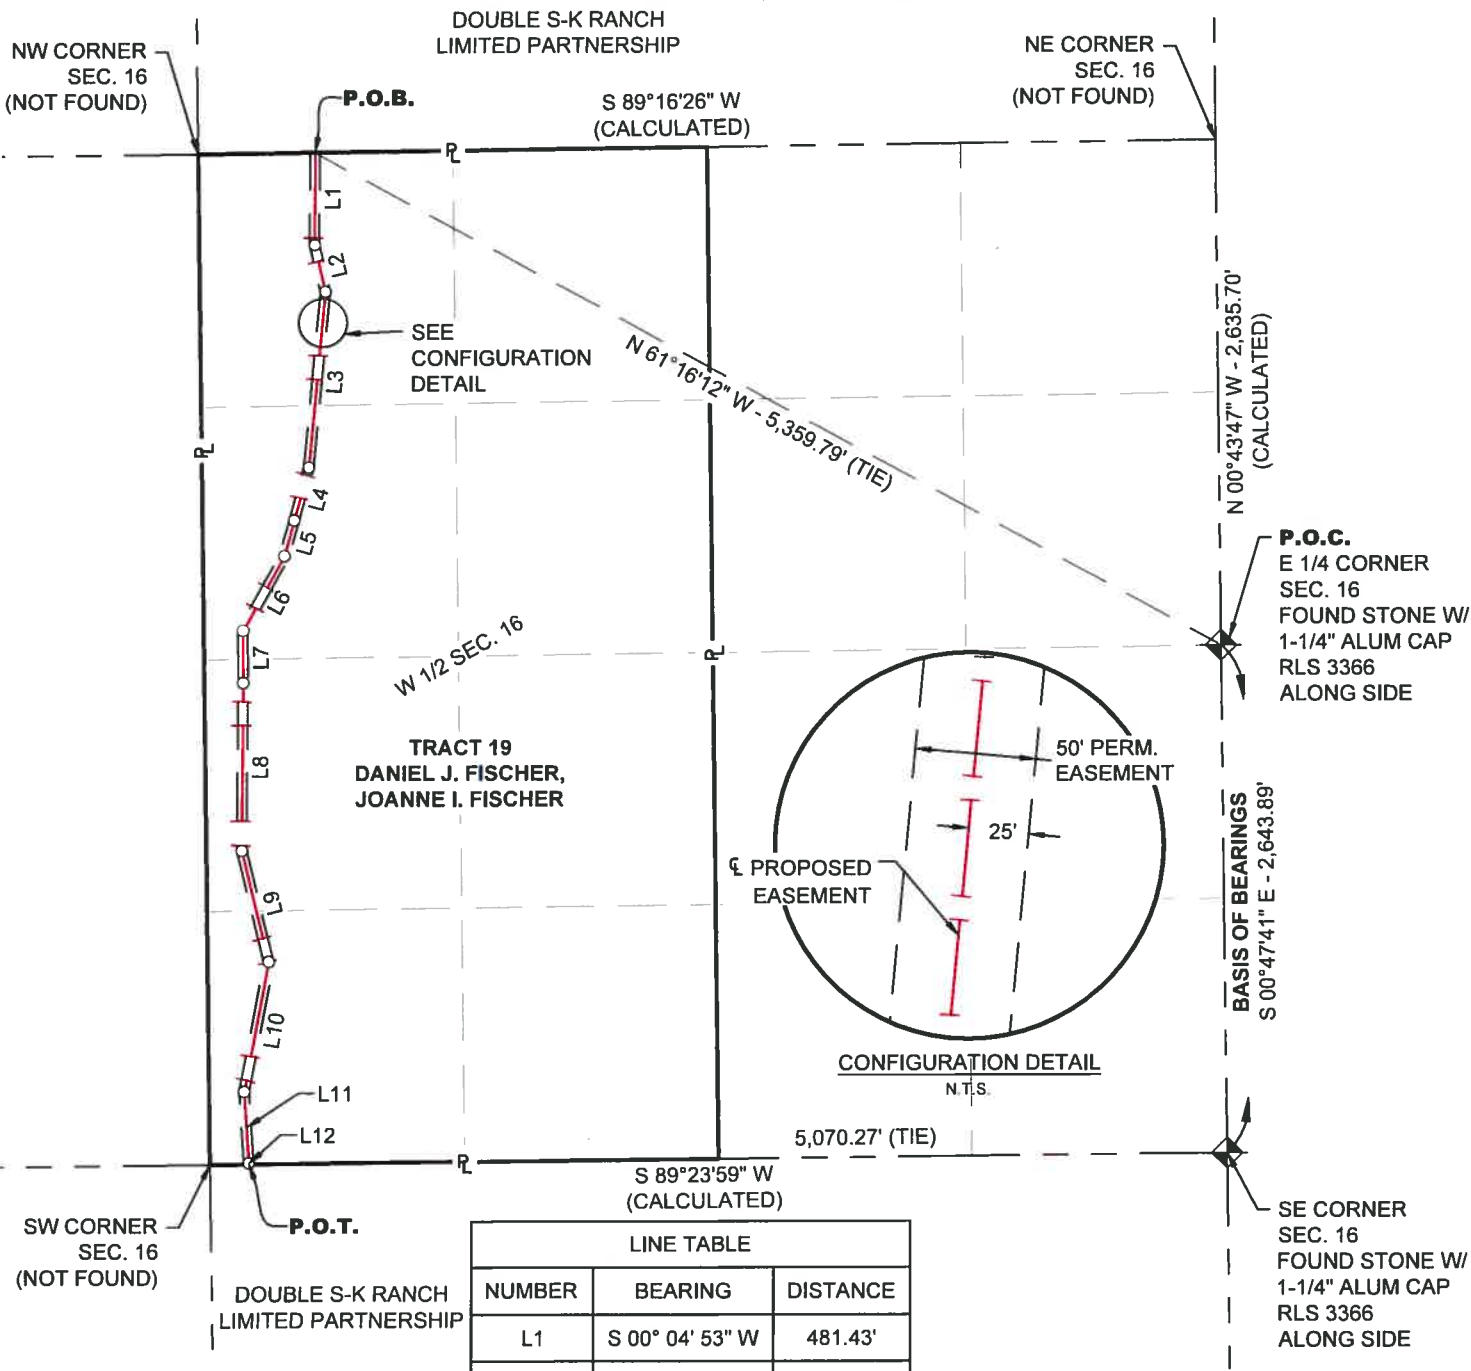 DOUBLE S-K RANCH
LIMITED PARTNERSHIP
NW CORNER
SEC. 16
(NOT FOUND)
P.O.B.
S 89°16'26" W
(CALCULATED)
NE CORNER
SEC. 16
(NOT FOUND)
PL
L1
L2
SEE
CONFIGURATION
DETAIL
L3
N 61°16'12" W - 5,359.79' (TIE)
N 00°43'47" W - 2,635.70'
(CALCULATED)
PL
L4
L5
L6
L7
L8
L9
L10
L11
L12
P.O.C.
E 1/4 CORNER
SEC. 16
FOUND STONE W/
1-1/4" ALUM CAP
RLS 3366
ALONG SIDE
W 1/2 SEC. 16
PL
TRACT 19
DANIEL J. FISCHER,
JOANNE I. FISCHER
50' PERM.
EASEMENT
25'
CL PROPOSED
EASEMENT
CONFIGURATION DETAIL
N.T.S.
BASIS OF BEARINGS
S 00°47'41" E - 2,643.89'
5,070.27' (TIE)
PL
S 89°23'59" W
(CALCULATED)
SW CORNER
SEC. 16
(NOT FOUND)
P.O.T.
DOUBLE S-K RANCH
LIMITED PARTNERSHIP
SE CORNER
SEC. 16
FOUND STONE W/
1-1/4" ALUM CAP
RLS 3366
ALONG SIDE
LINE TABLE
NUMBER BEARING DISTANCE
L1 S 00° 04' 53" W 481.43'